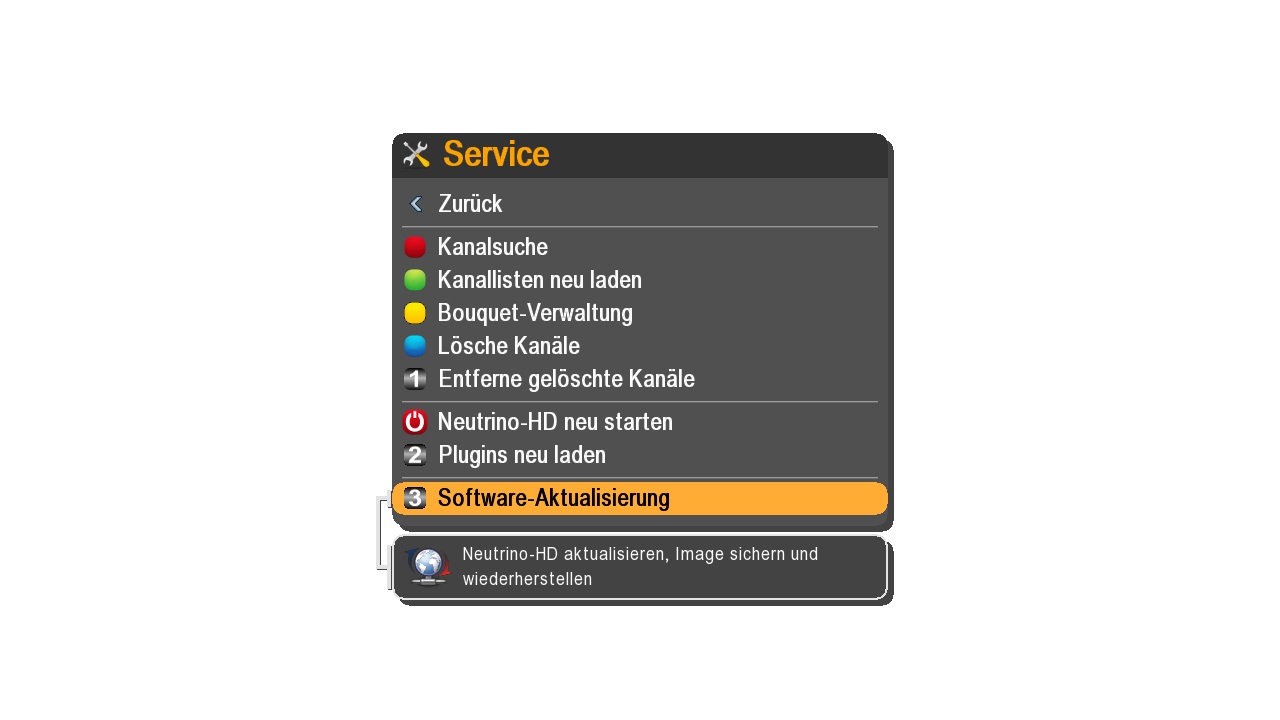 Service
Zurück
Kanalsuche
Kanallisten neu laden
Bouquet-Verwaltung
Lösche Kanäle
1 Entferne gelöschte Kanäle
Neutrino-HD neu starten
2 Plugins neu laden
3 Software-Aktualisierung
Neutrino-HD aktualisieren, Image sichern und
wiederherstellen